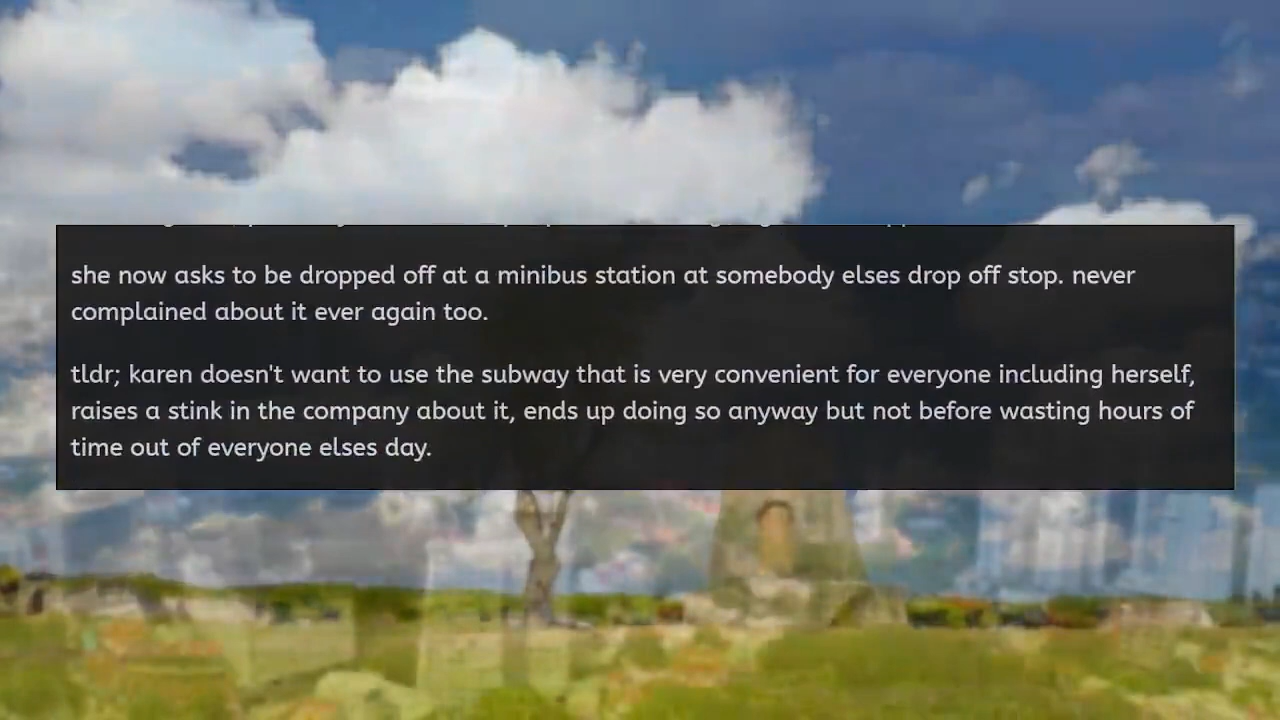 she now asks to be dropped off at a minibus station at somebody elses drop off stop. never
complained about it ever again too.
tldr; karen doesn't want to use the subway that is very convenient for everyone including herself,
raises a stink in the company about it, ends up doing so anyway but not before wasting hours of
time out of everyone elses day.